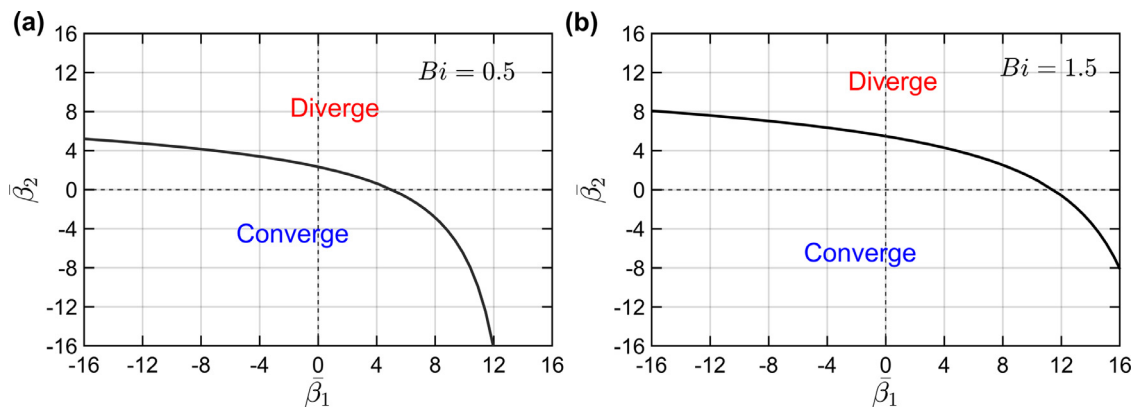 (a)
16
12
8
4
0
-4
-8
-12
-16
β̄₂
Bi = 0.5
Diverge
Converge
-16 -12 -8 -4 0 4 8 12 16
β̄₁
(b)
16
12
8
4
0
-4
-8
-12
-16
β̄₂
Bi = 1.5
Diverge
Converge
-16 -12 -8 -4 0 4 8 12 16
β̄₁